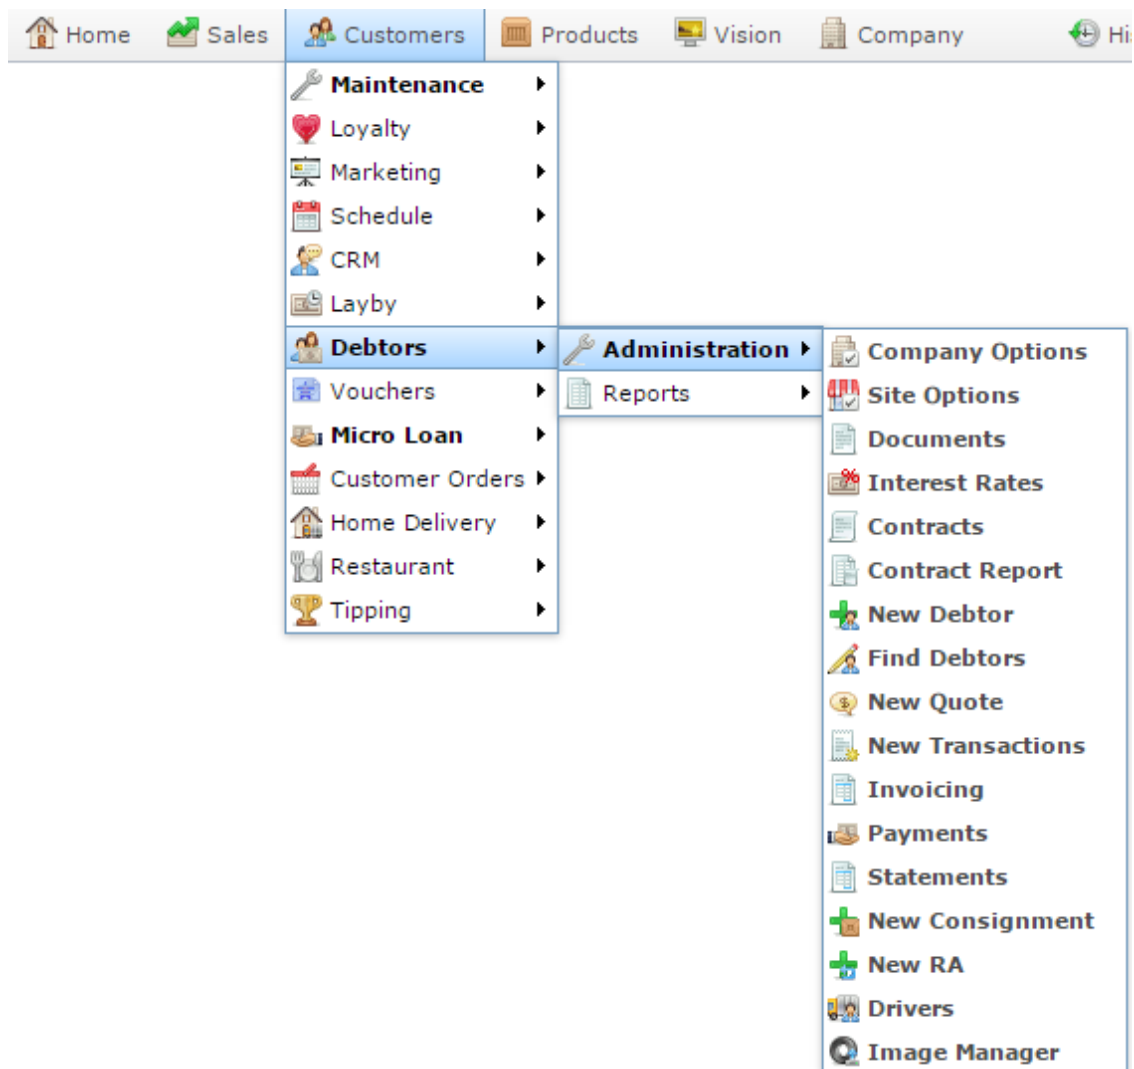 Home Sales Customers Products Vision Company
Maintenance
Loyalty
Marketing
Schedule
CRM
Layby
Debtors Administration Company Options
Vouchers Reports Site Options
Micro Loan Documents
Customer Orders Interest Rates
Home Delivery Contracts
Restaurant Contract Report
Tipping New Debtor
Find Debtors
New Quote
New Transactions
Invoicing
Payments
Statements
New Consignment
New RA
Drivers
Image Manager